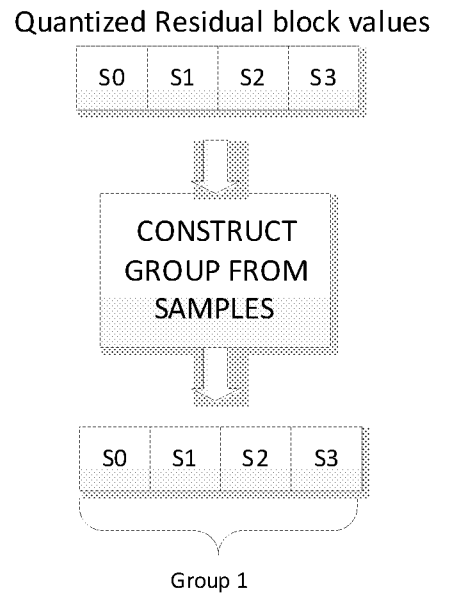 Quantized Residual block values
S0 S1 S2 S3
CONSTRUCT
GROUP FROM
SAMPLES
S0 S1 S2 S3
Group 1